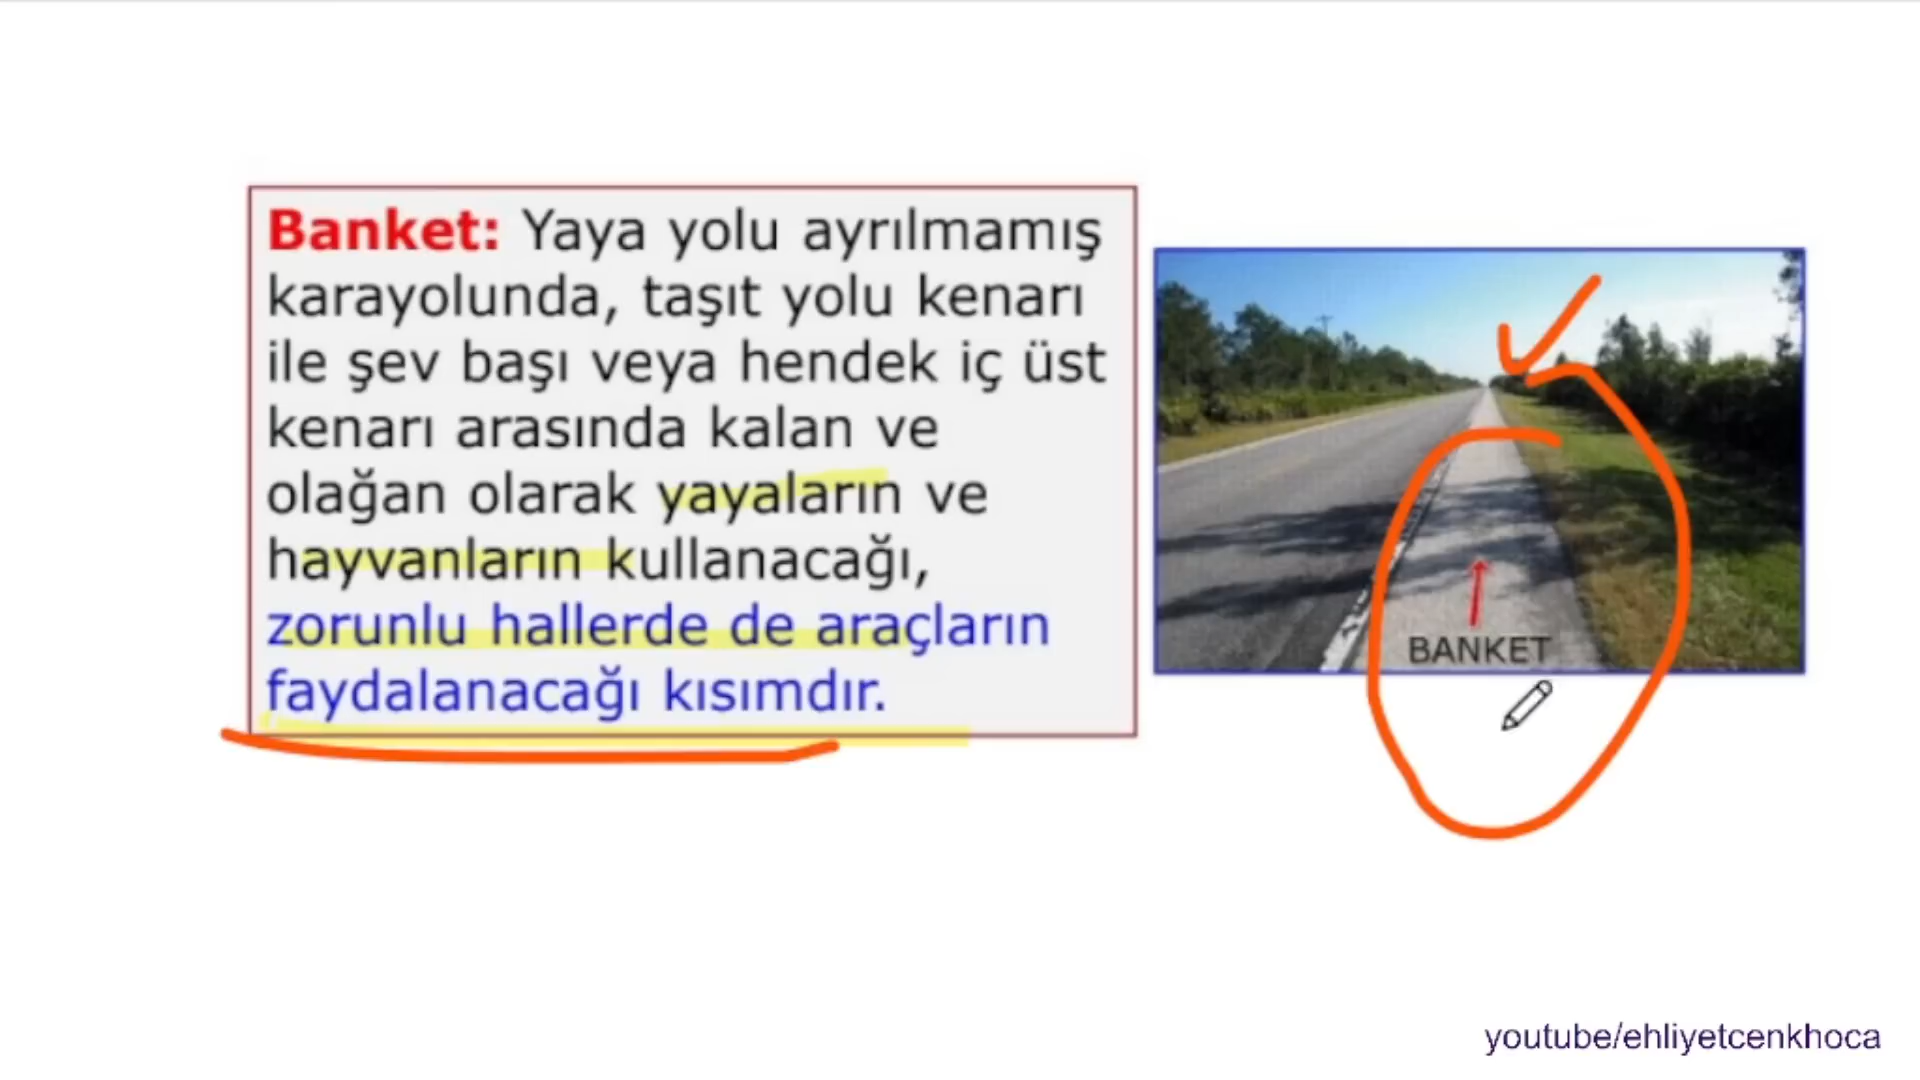 Banket: Yaya yolu ayrılmamış
karayolunda, taşıt yolu kenarı
ile şev başı veya hendek iç üst
kenarı arasında kalan ve
olağan olarak yayaların ve
hayvanların kullanacağı,
zorunlu hallerde de araçların
faydalanacağı kısımdır.
BANKET
youtube/ehliyetcenkhoca